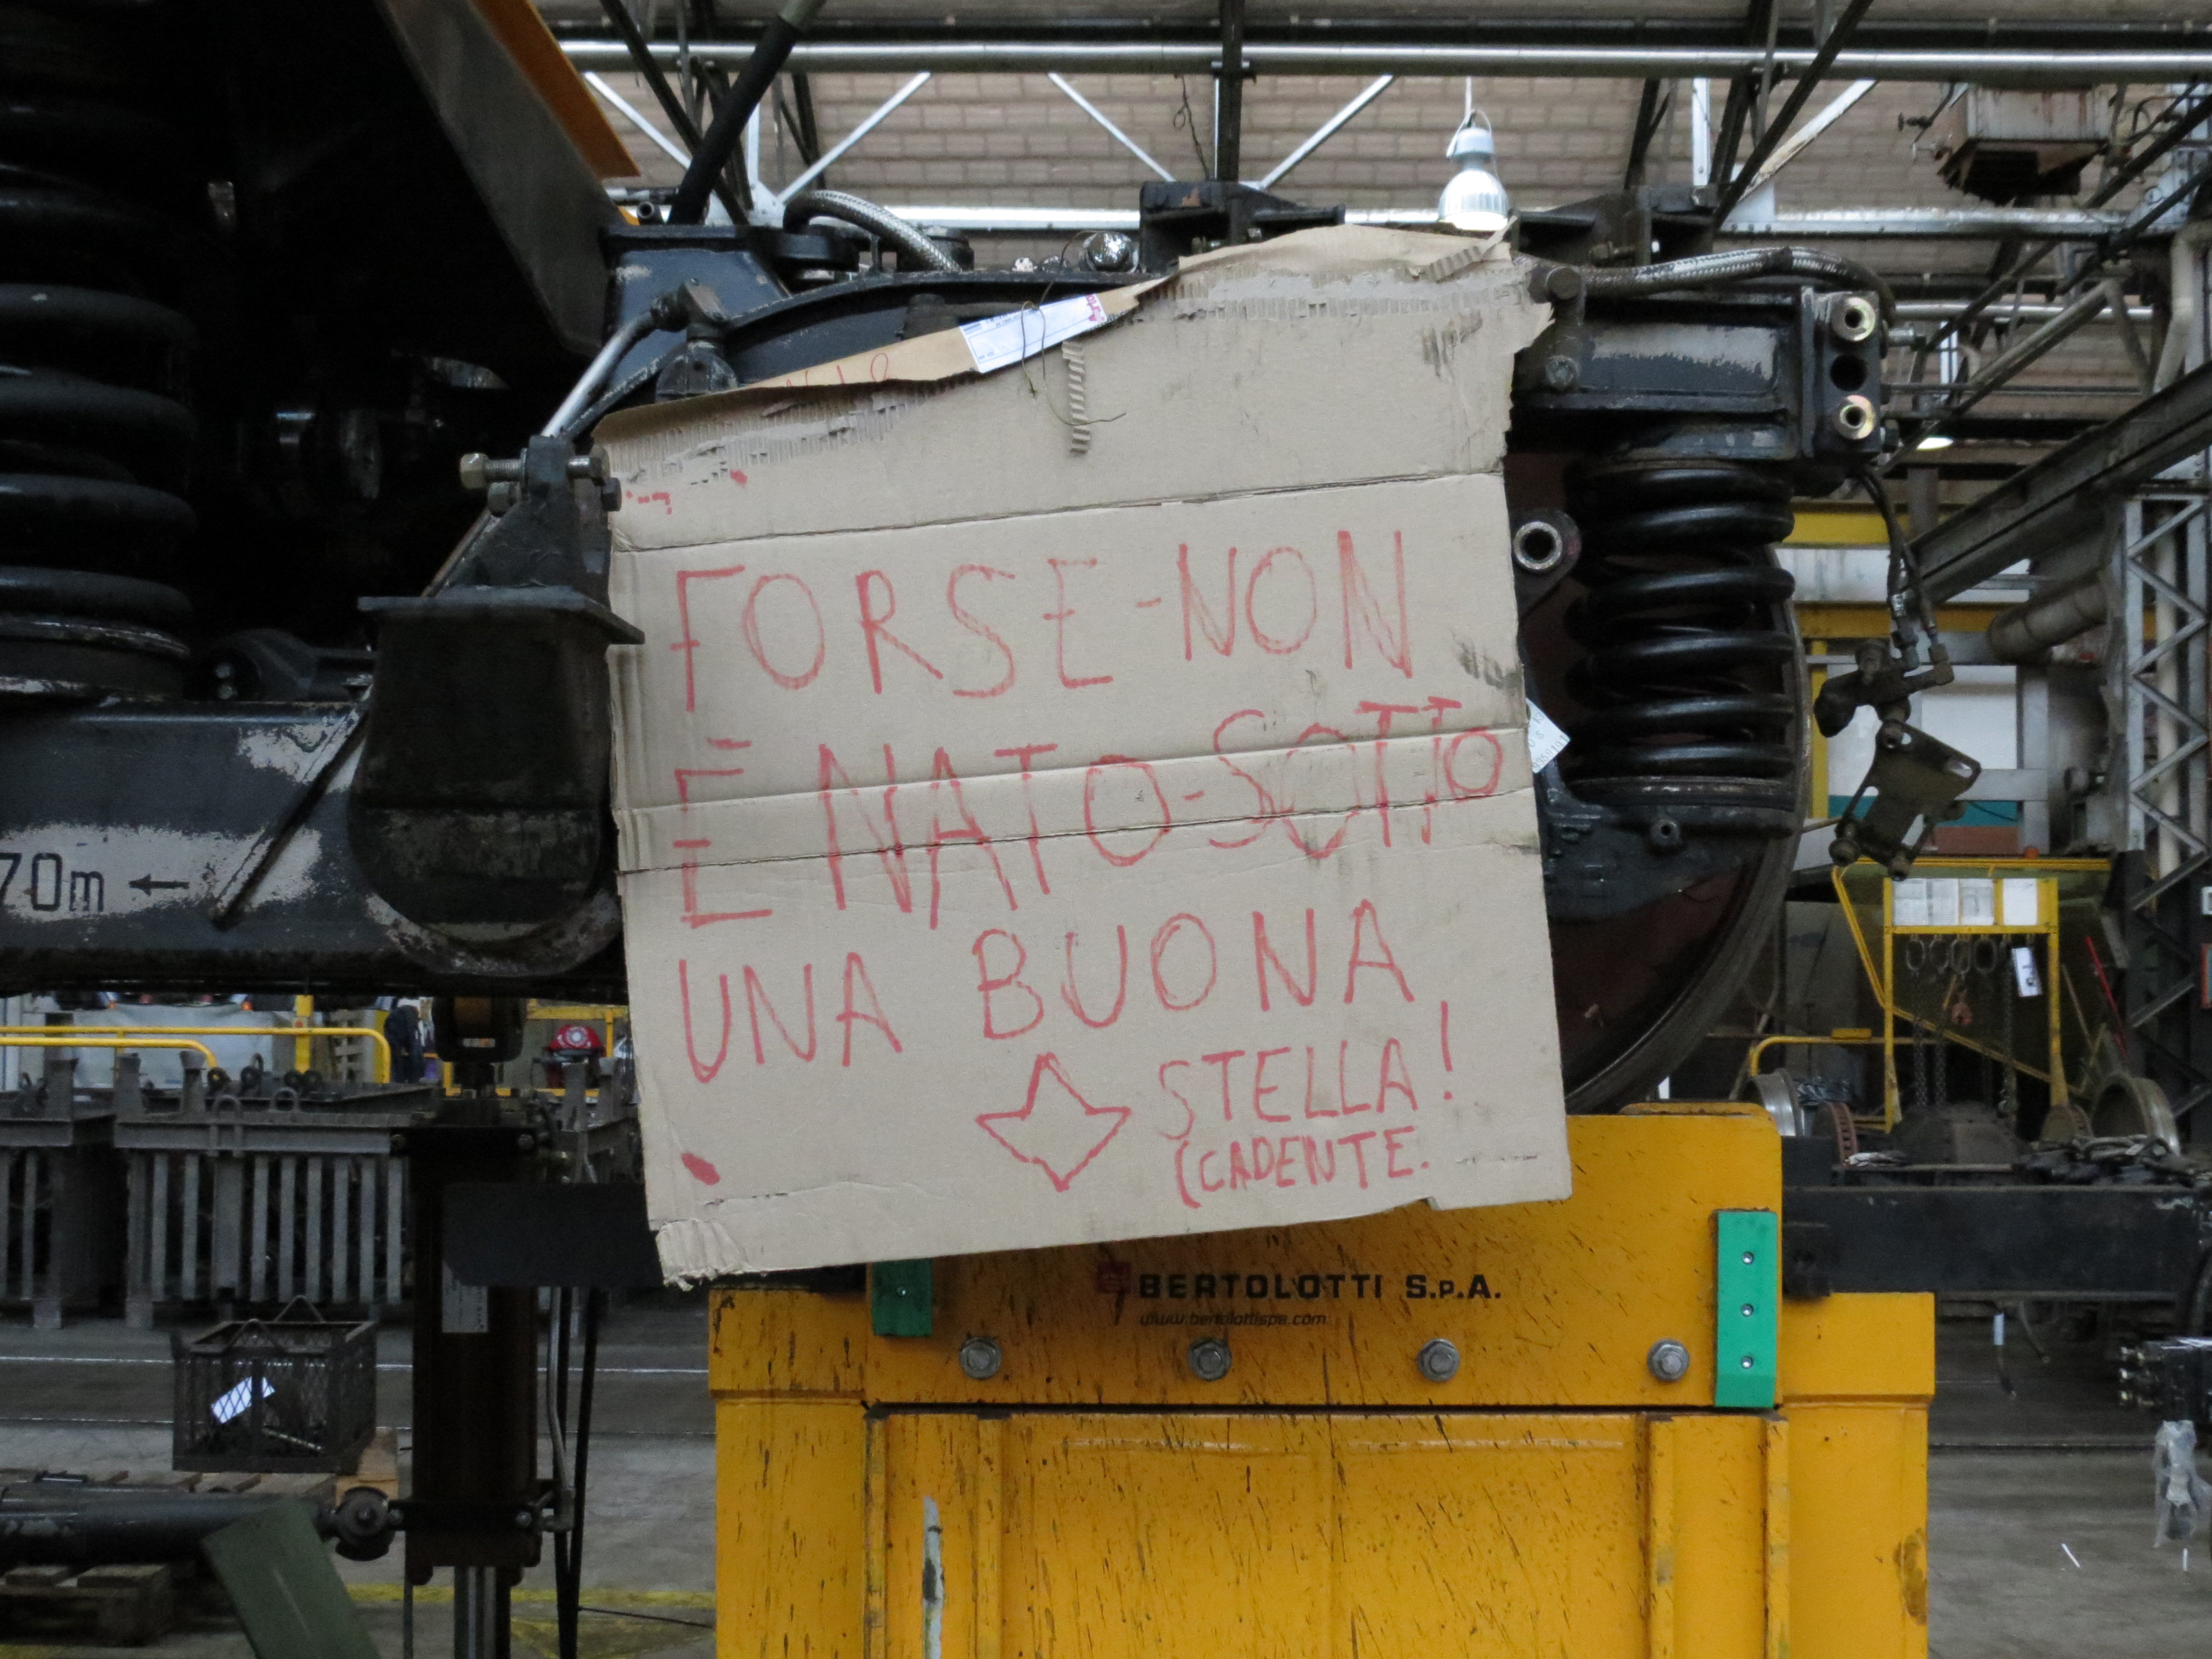 FORSE-NON
È NATO-SOTTO
UNA BUONA
STELLA!
(CADENTE.
70m ←
BERTOLOTTI S.p.A.
www.bertolottispa.com